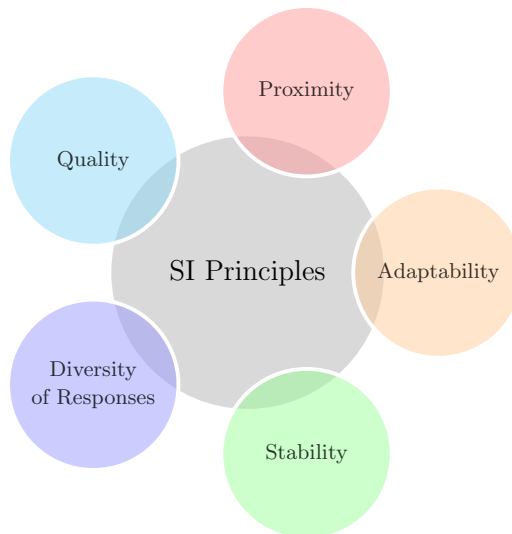 Proximity
Quality
SI Principles
Adaptability
Diversity
of Responses
Stability